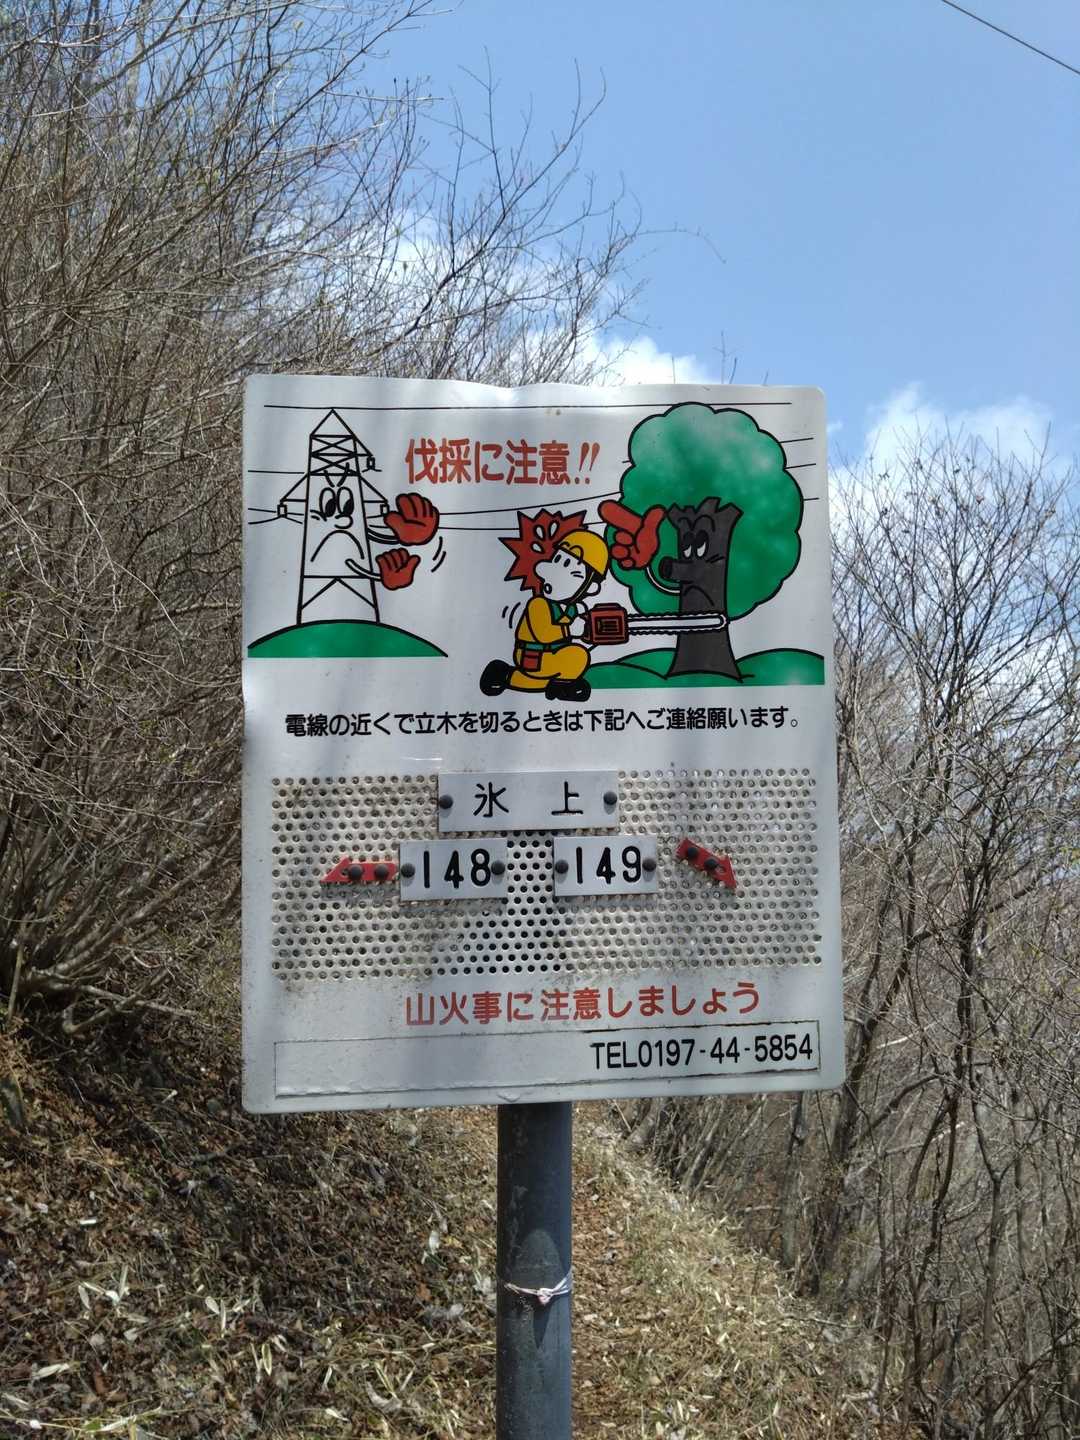 伐採に注意!!
電線の近くで立木を切るときは下記へご連絡願います。
氷上
148 149
山火事に注意しましょう
TEL0197-44-5854